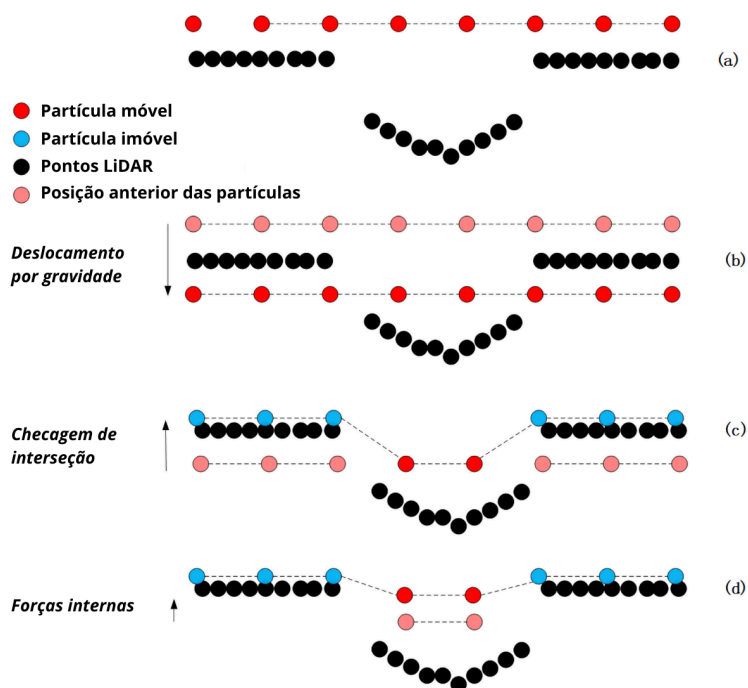 (a)
Partícula móvel
Partícula imóvel
Pontos LiDAR
Posição anterior das partículas
Deslocamento
por gravidade
(b)
Checagem de
interseção
(c)
Forças internas
(d)